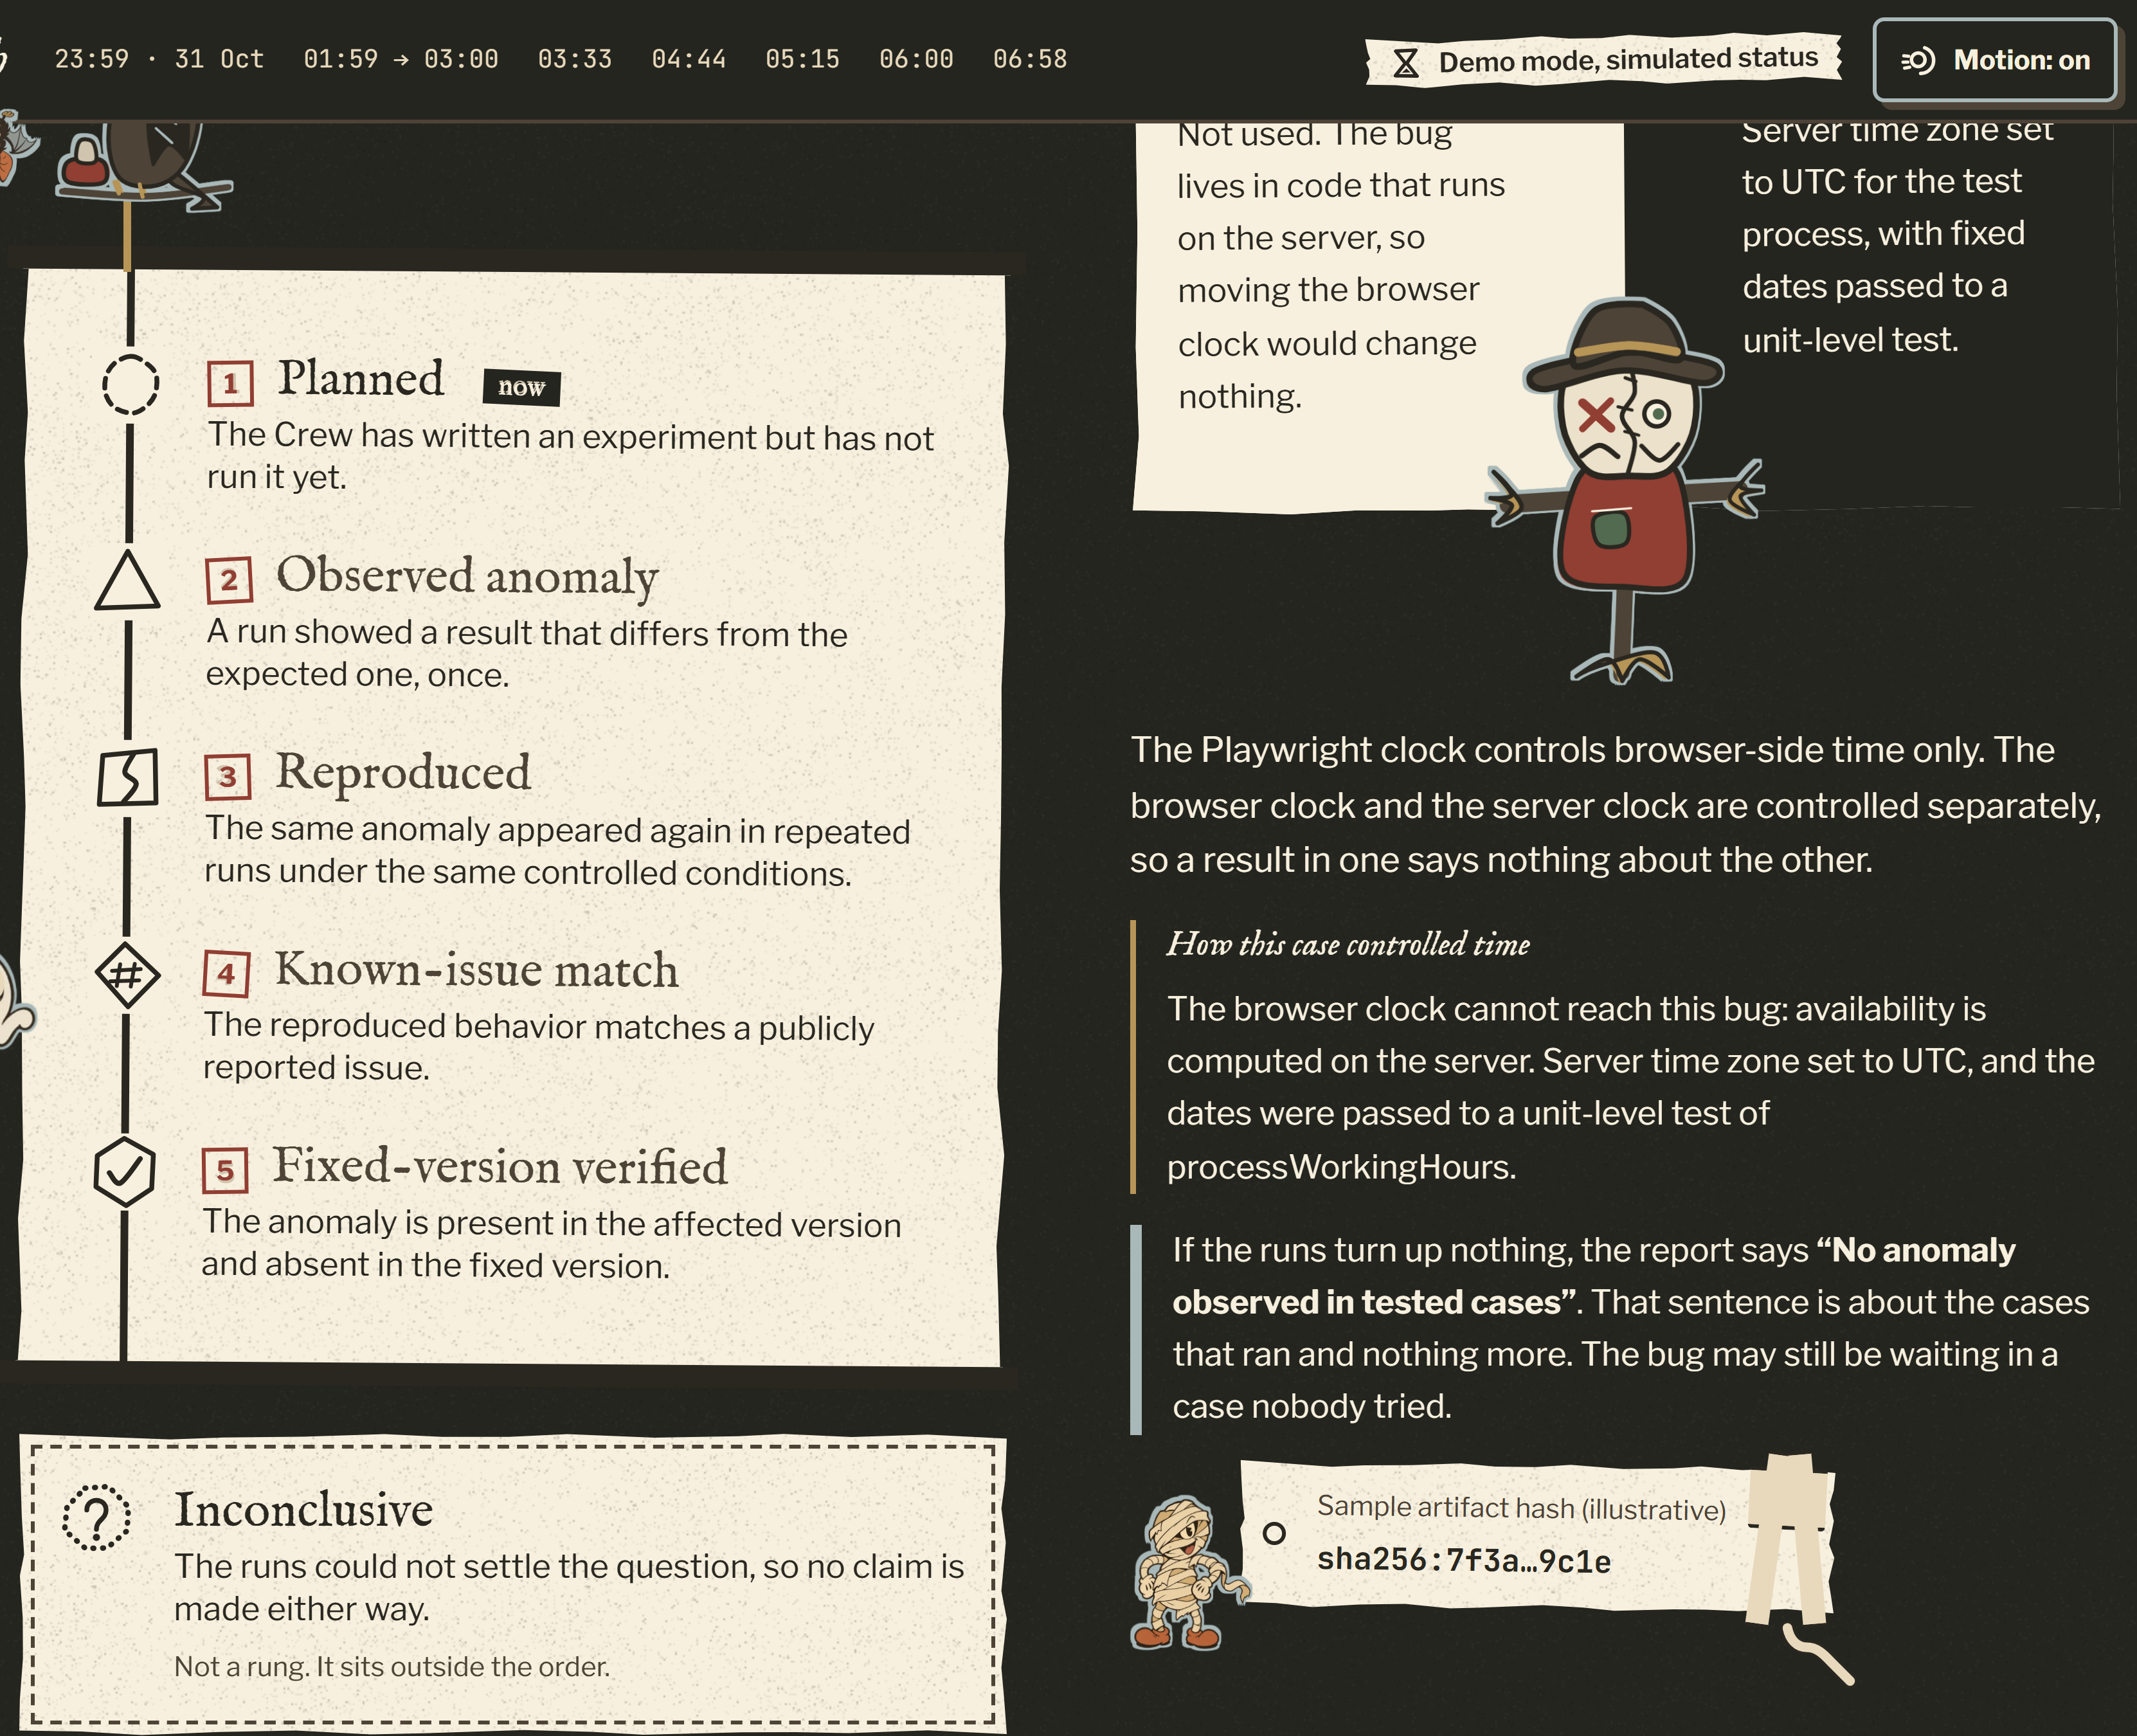 23:59 · 31 Oct 01:59 → 03:00 03:33 04:44 05:15 06:00 06:58
Demo mode, simulated status
Motion: on
1 Planned now
The Crew has written an experiment but has not
run it yet.
2 Observed anomaly
A run showed a result that differs from the
expected one, once.
3 Reproduced
The same anomaly appeared again in repeated
runs under the same controlled conditions.
4 Known-issue match
The reproduced behavior matches a publicly
reported issue.
5 Fixed-version verified
The anomaly is present in the affected version
and absent in the fixed version.
Inconclusive
The runs could not settle the question, so no claim is
made either way.
Not a rung. It sits outside the order.
Not used. The bug
lives in code that runs
on the server, so
moving the browser
clock would change
nothing.
Server time zone set
to UTC for the test
process, with fixed
dates passed to a
unit-level test.
The Playwright clock controls browser-side time only. The
browser clock and the server clock are controlled separately,
so a result in one says nothing about the other.
How this case controlled time
The browser clock cannot reach this bug: availability is
computed on the server. Server time zone set to UTC, and the
dates were passed to a unit-level test of
processWorkingHours.
If the runs turn up nothing, the report says “No anomaly
observed in tested cases”. That sentence is about the cases
that ran and nothing more. The bug may still be waiting in a
case nobody tried.
Sample artifact hash (illustrative)
sha256:7f3a…9c1e